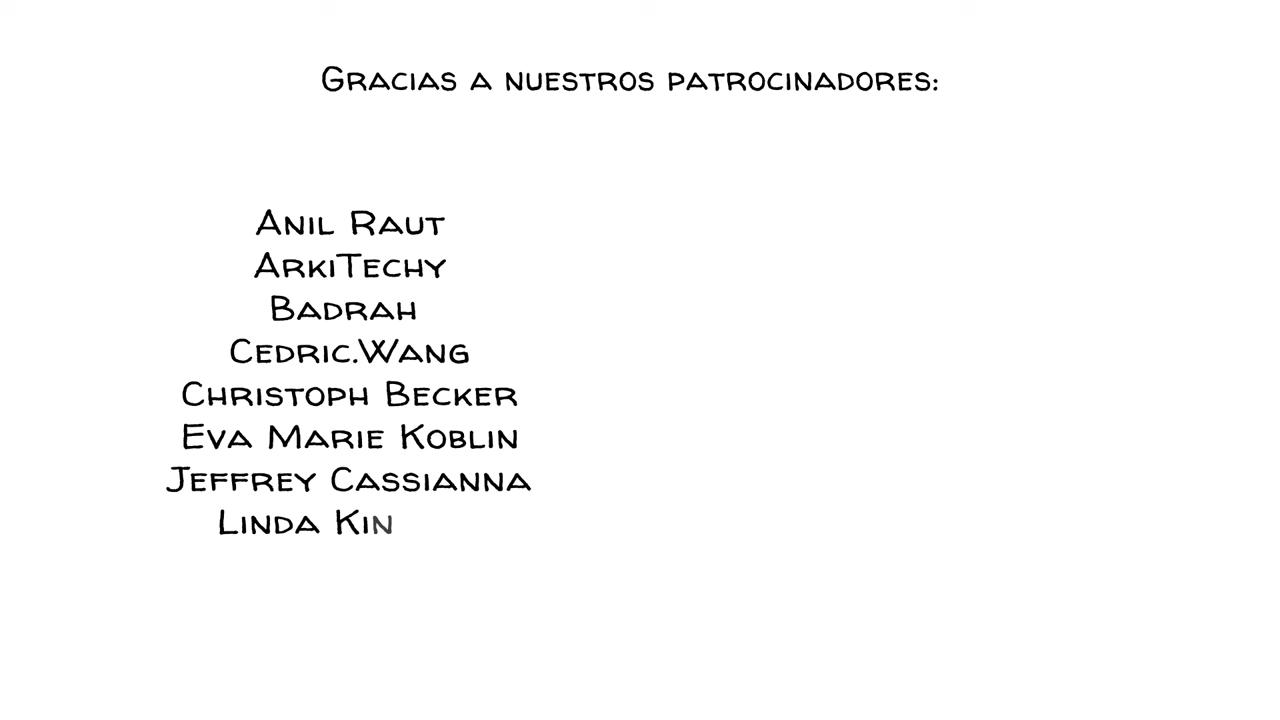 Gracias a nuestros patrocinadores:
Anil Raut
ArkiTechy
Badrah
Cedric.Wang
Christoph Becker
Eva Marie Koblin
Jeffrey Cassianna
Linda Kin